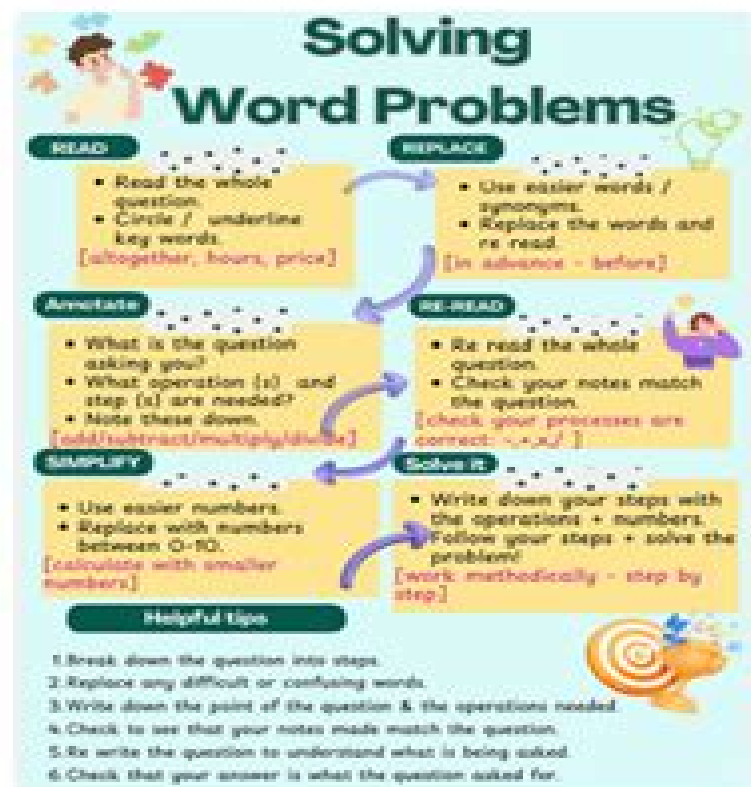 Solving
Word Problems
READ
• Read the whole
question.
• Circle / underline
key words.
[altogether, hours, price]
REPLACE
• Use easier words /
synonyms.
• Replace the words and
re read.
[in advance - before]
Annotate
• What is the question
asking you?
• What operation (s) and
step (s) are needed?
• Note these down.
[add/subtract/multiply/divide]
RE-READ
• Re read the whole
question.
• Check your notes match
the question.
[check your processes are
correct: -,+,x,/ ]
SIMPLIFY
• Use easier numbers.
• Replace with numbers
between 0-10.
[calculate with smaller
numbers]
Solve it
• Write down your steps with
the operations + numbers.
Follow your steps + solve the
problem!
[work methodically - step by
step]
Helpful tips
1.Break down the question into steps.
2.Replace any difficult or confusing words.
3.Write down the point of the question & the operations needed.
4.Check to see that your notes made match the question.
5.Re write the question to understand what is being asked.
6.Check that your answer is what the question asked for.